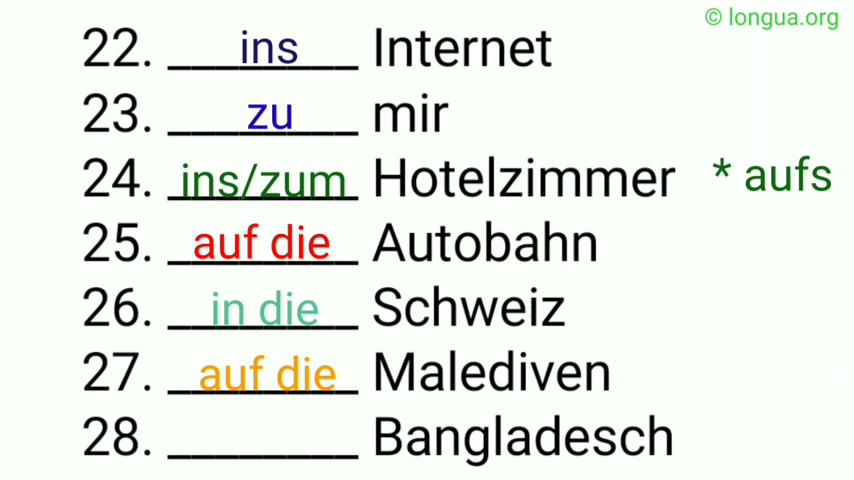 © longua.org
22. ins Internet
23. zu mir
24. ins/zum Hotelzimmer * aufs
25. auf die Autobahn
26. in die Schweiz
27. auf die Malediven
28. ________ Bangladesch